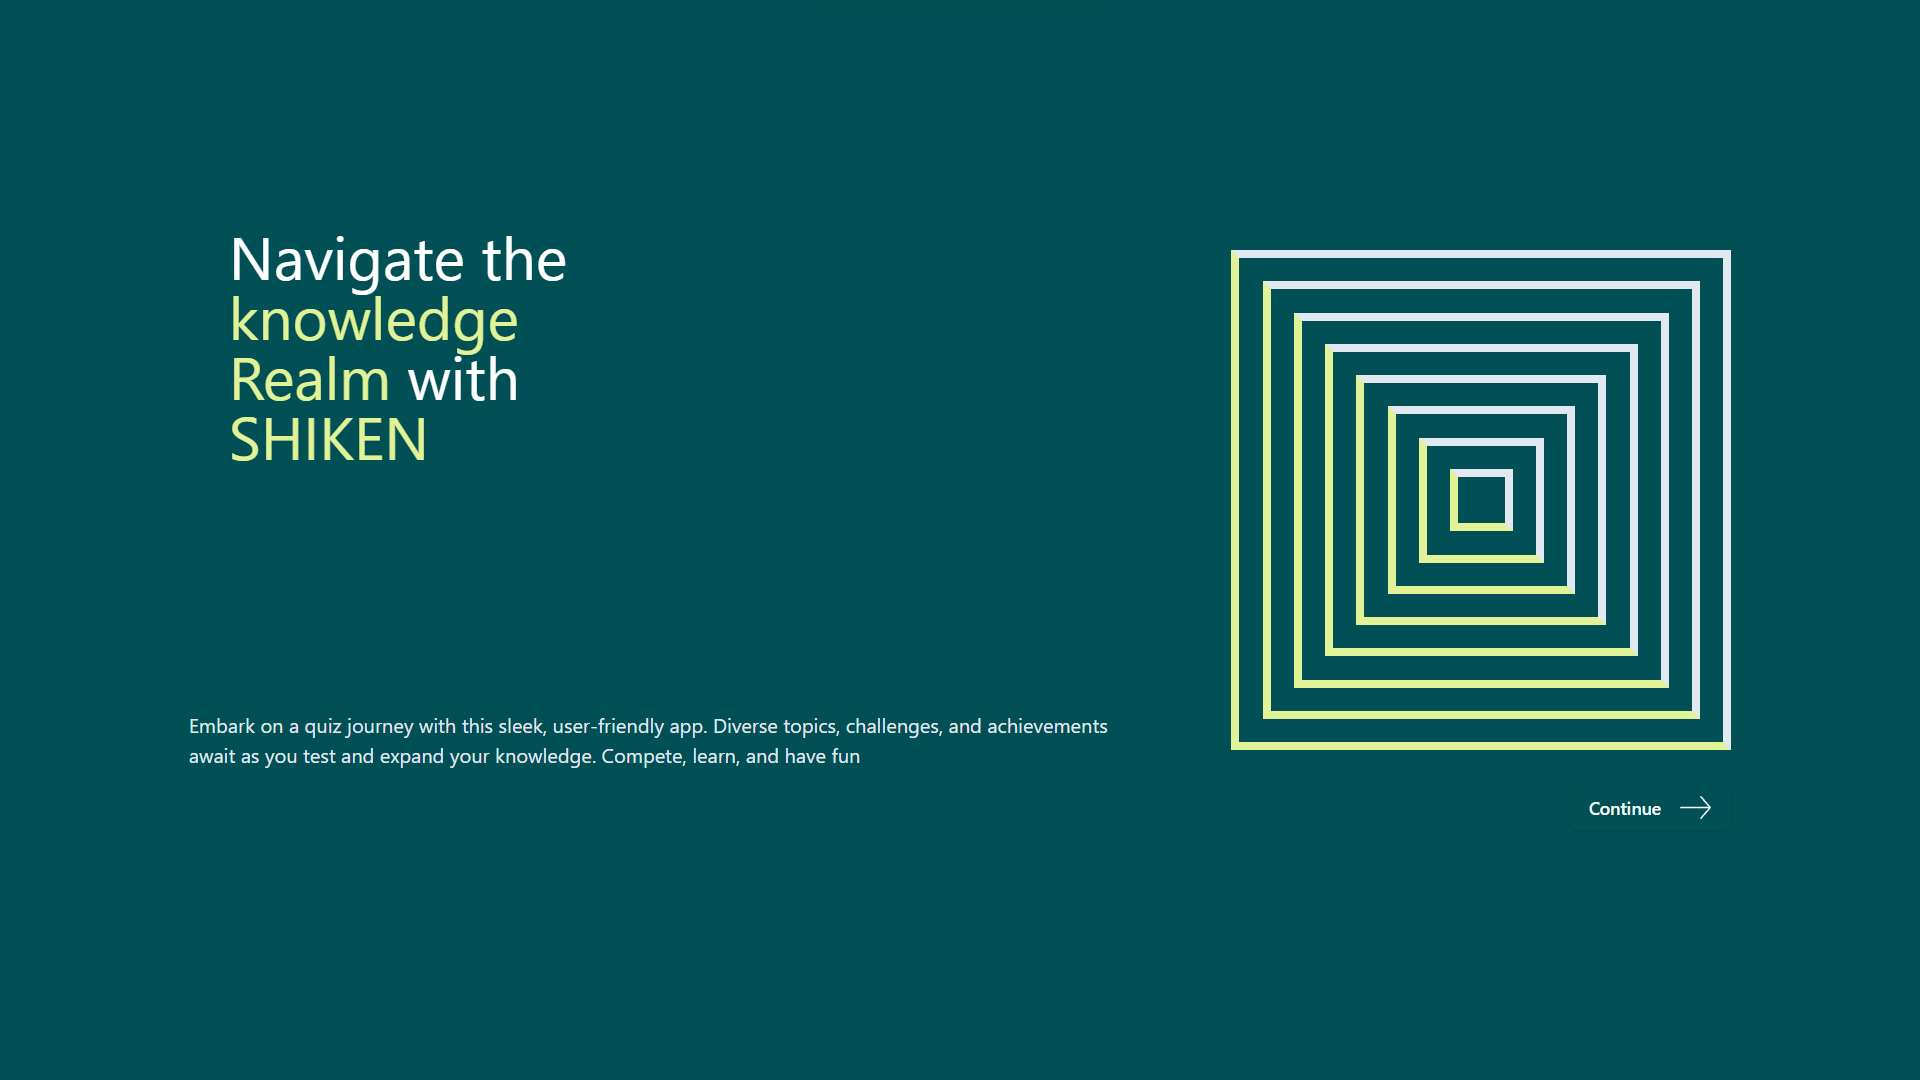 Navigate the
knowledge
Realm with
SHIKEN
Embark on a quiz journey with this sleek, user-friendly app. Diverse topics, challenges, and achievements
await as you test and expand your knowledge. Compete, learn, and have fun
Continue